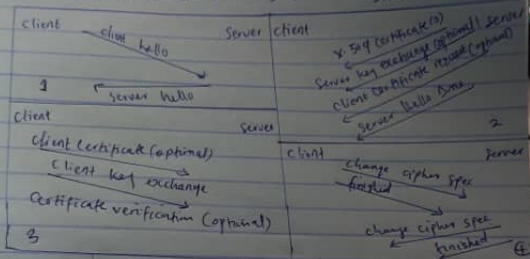 client Server
client hello
server hello
1
client Server
x.509 certificate(s)
Server key exchange (optional)
client certificate request (optional)
server hello done
2
client Server
client certificate (optional)
client key exchange
Certificate verification (optional)
3
client Server
change cipher spec
finished
change cipher spec
finished
4